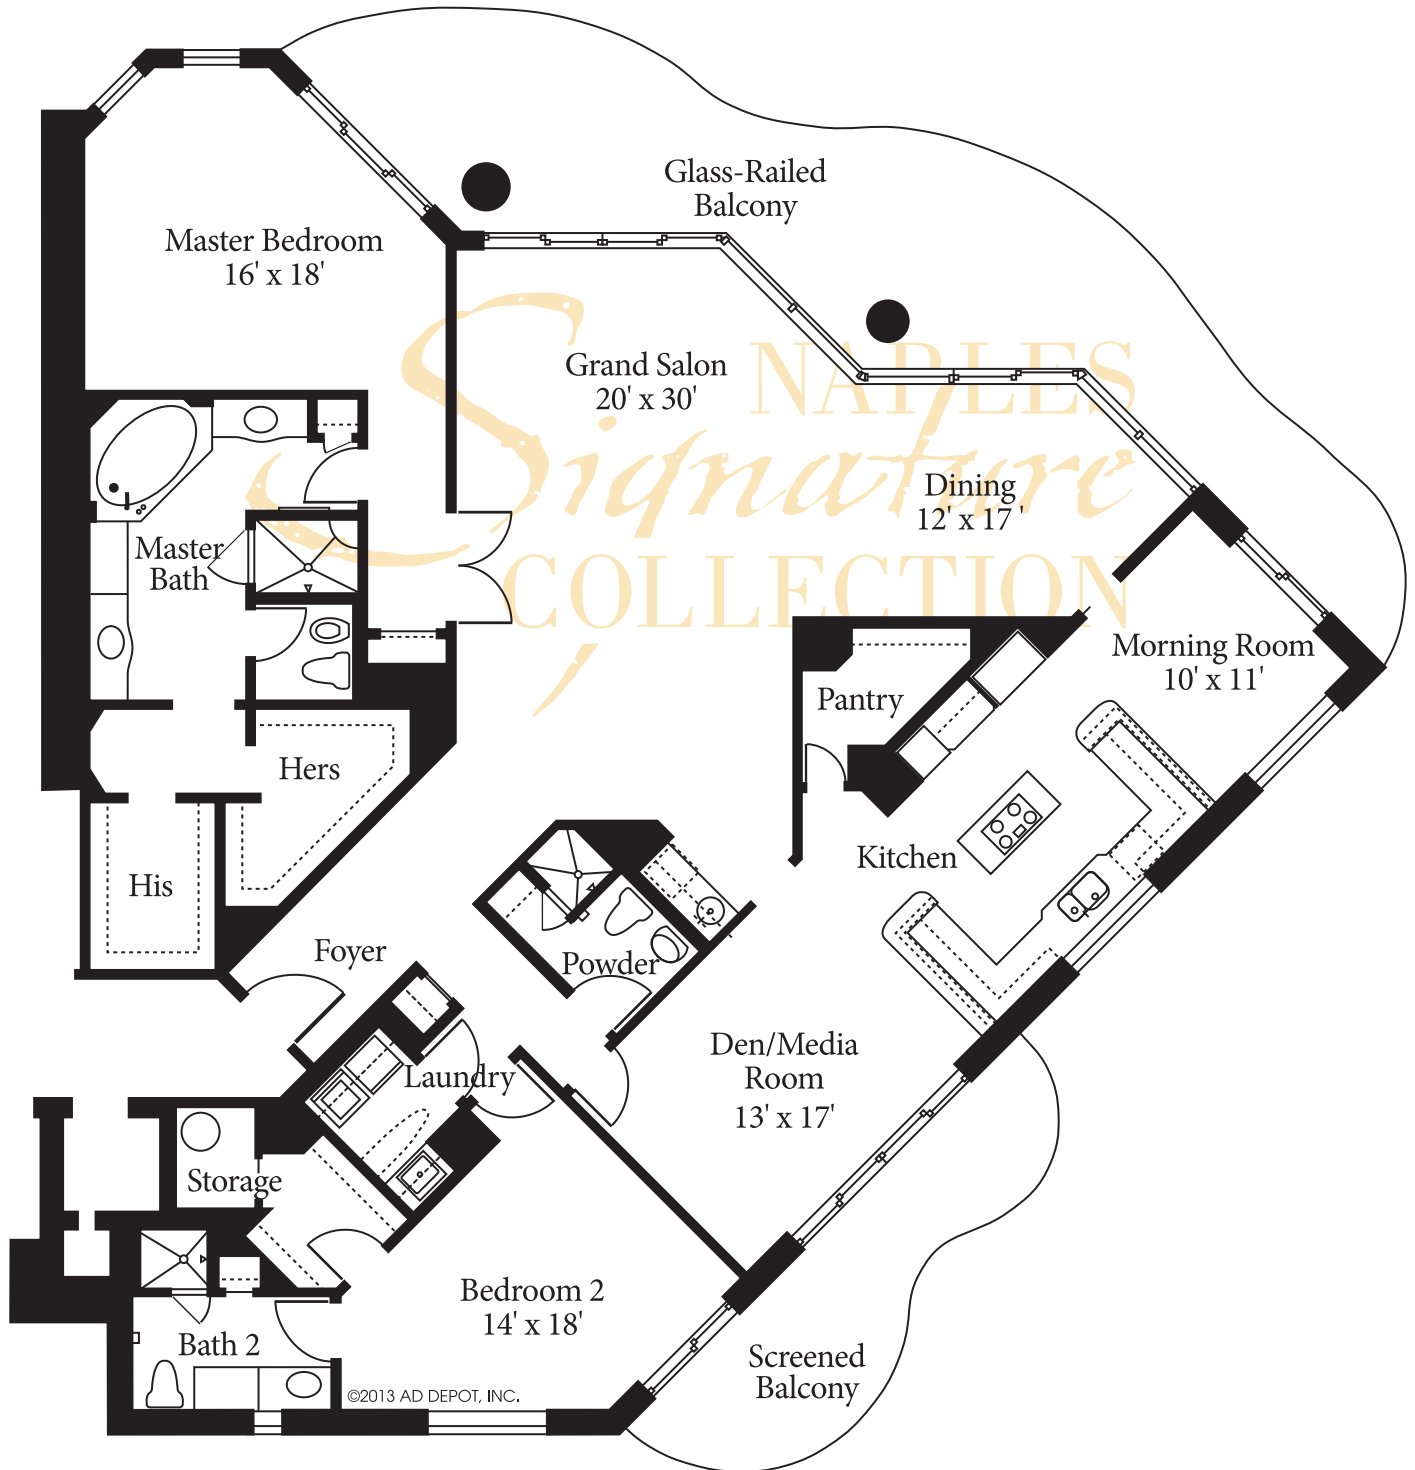 Glass-Railed
Balcony
Master Bedroom
16' x 18'
Grand Salon
20' x 30'
NAPLES
Signature
COLLECTION
Dining
12' x 17'
Master
Bath
Morning Room
10' x 11'
Pantry
Hers
His
Kitchen
Foyer
Powder
Laundry
Den/Media
Room
13' x 17'
Storage
Bedroom 2
14' x 18'
Bath 2
Screened
Balcony
©2013 AD DEPOT, INC.